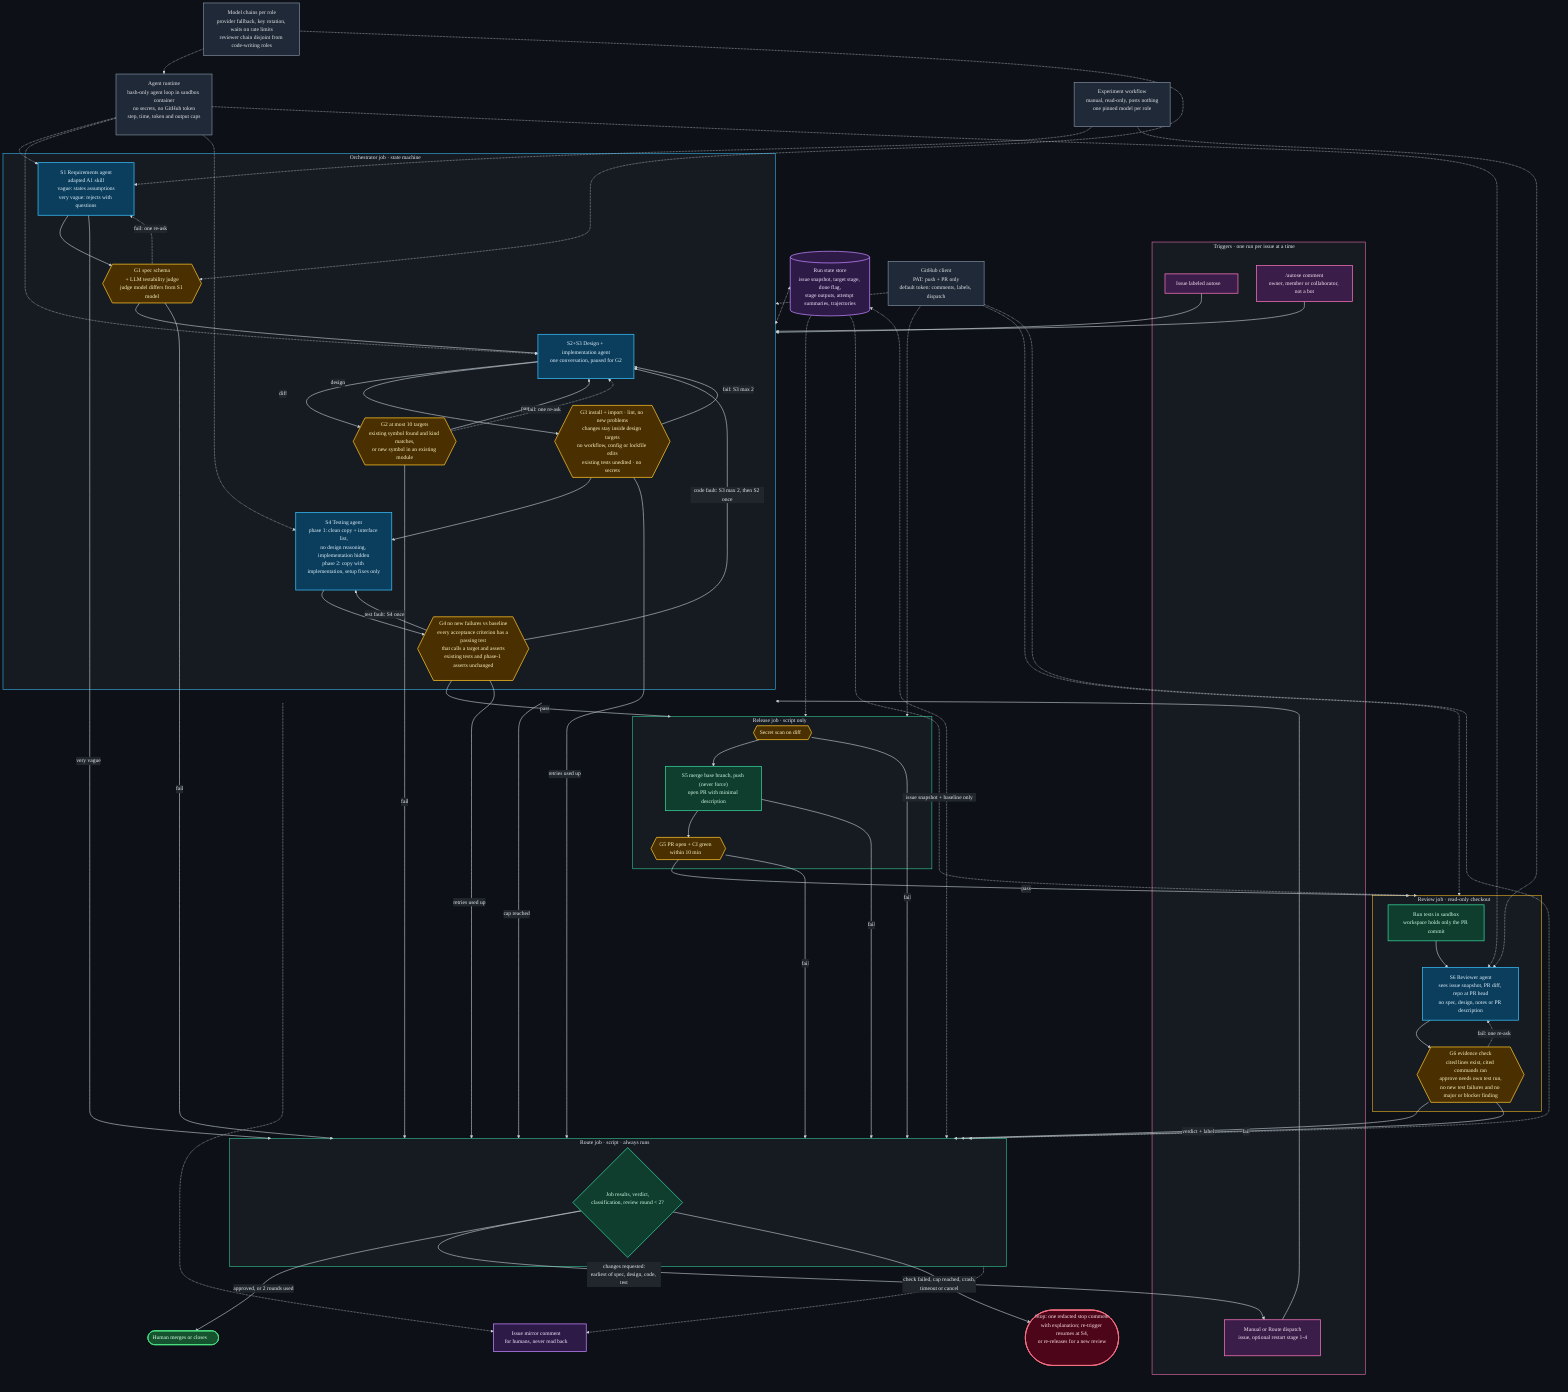 Model chains per role
provider fallback, key rotation,
waits on rate limits
reviewer chain disjoint from
code-writing roles
Agent runtime
bash-only agent loop in sandbox
container
no secrets, no GitHub token
step, time, token and output caps
Experiment workflow
manual, read-only, posts nothing
one pinned model per role
Orchestrator job · state machine
S1 Requirements agent
adapted A1 skill
vague: states assumptions
very vague: rejects with
questions
fail: one re-ask
G1 spec schema
+ LLM testability judge
judge model differs from S1
model
Run state store
issue snapshot, target stage,
done flag,
stage outputs, attempt
summaries, trajectories
GitHub client
PAT: push + PR only
default token: comments, labels,
dispatch
Triggers · one run per issue at a time
Issue labeled autose
/autose comment
owner, member or collaborator,
not a bot
S2+S3 Design +
implementation agent
one conversation, paused for G2
design
diff
fail: one re-ask
fail: S3 max 2
G2 at most 10 targets
existing symbol found and kind
matches,
or new symbol in an existing
module
G3 install + import · lint, no
new problems
changes stay inside design
targets
no workflow, config or lockfile
edits
existing tests unedited · no
secrets
code fault: S3 max 2, then S2
once
S4 Testing agent
phase 1: clean copy + interface
list,
no design reasoning,
implementation hidden
phase 2: copy with
implementation, setup fixes only
test fault: S4 once
G4 no new failures vs baseline
every acceptance criterion has a
passing test
that calls a target and asserts
existing tests and phase-1
asserts unchanged
pass
Release job · script only
Secret scan on diff
S5 merge base branch, push
(never force)
open PR with minimal
description
G5 PR open + CI green
within 10 min
very vague
fail
fail
retries used up
cap reached
retries used up
issue snapshot + baseline only
fail
fail
fail
pass
Review job · read-only checkout
Run tests in sandbox
workspace holds only the PR
commit
S6 Reviewer agent
sees issue snapshot, PR diff,
repo at PR head
no spec, design, notes or PR
description
fail: one re-ask
G6 evidence check
cited lines exist, cited
commands ran
approve needs own test run,
no new test failures and no
major or blocker finding
verdict + label
fail
Route job · script · always runs
Job results, verdict,
classification, review round < 2?
approved, or 2 rounds used
changes requested:
earliest of spec, design, code,
test
check failed, cap reached, crash,
timeout or cancel
Human merges or closes
Issue mirror comment
for humans, never read back
Stop: one redacted stop comment
with explanation; re-trigger
resumes at S4,
or re-releases for a new review
Manual or Route dispatch
issue, optional restart stage 1-4